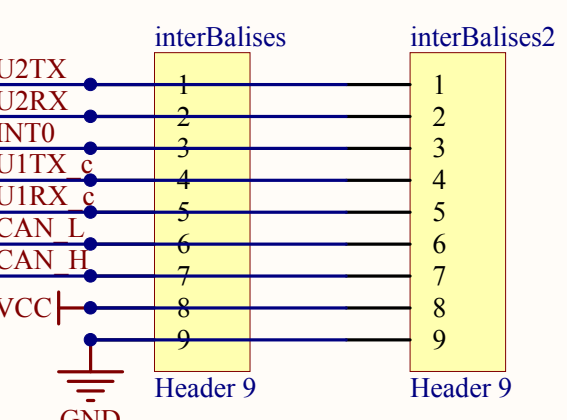 interBalises interBalises2
U2TX 1 1
U2RX 2 2
INT0 3 3
U1TX_c 4 4
U1RX_c 5 5
CAN_L 6 6
CAN_H 7 7
VCC 8 8
9 9
Header 9 Header 9
GND